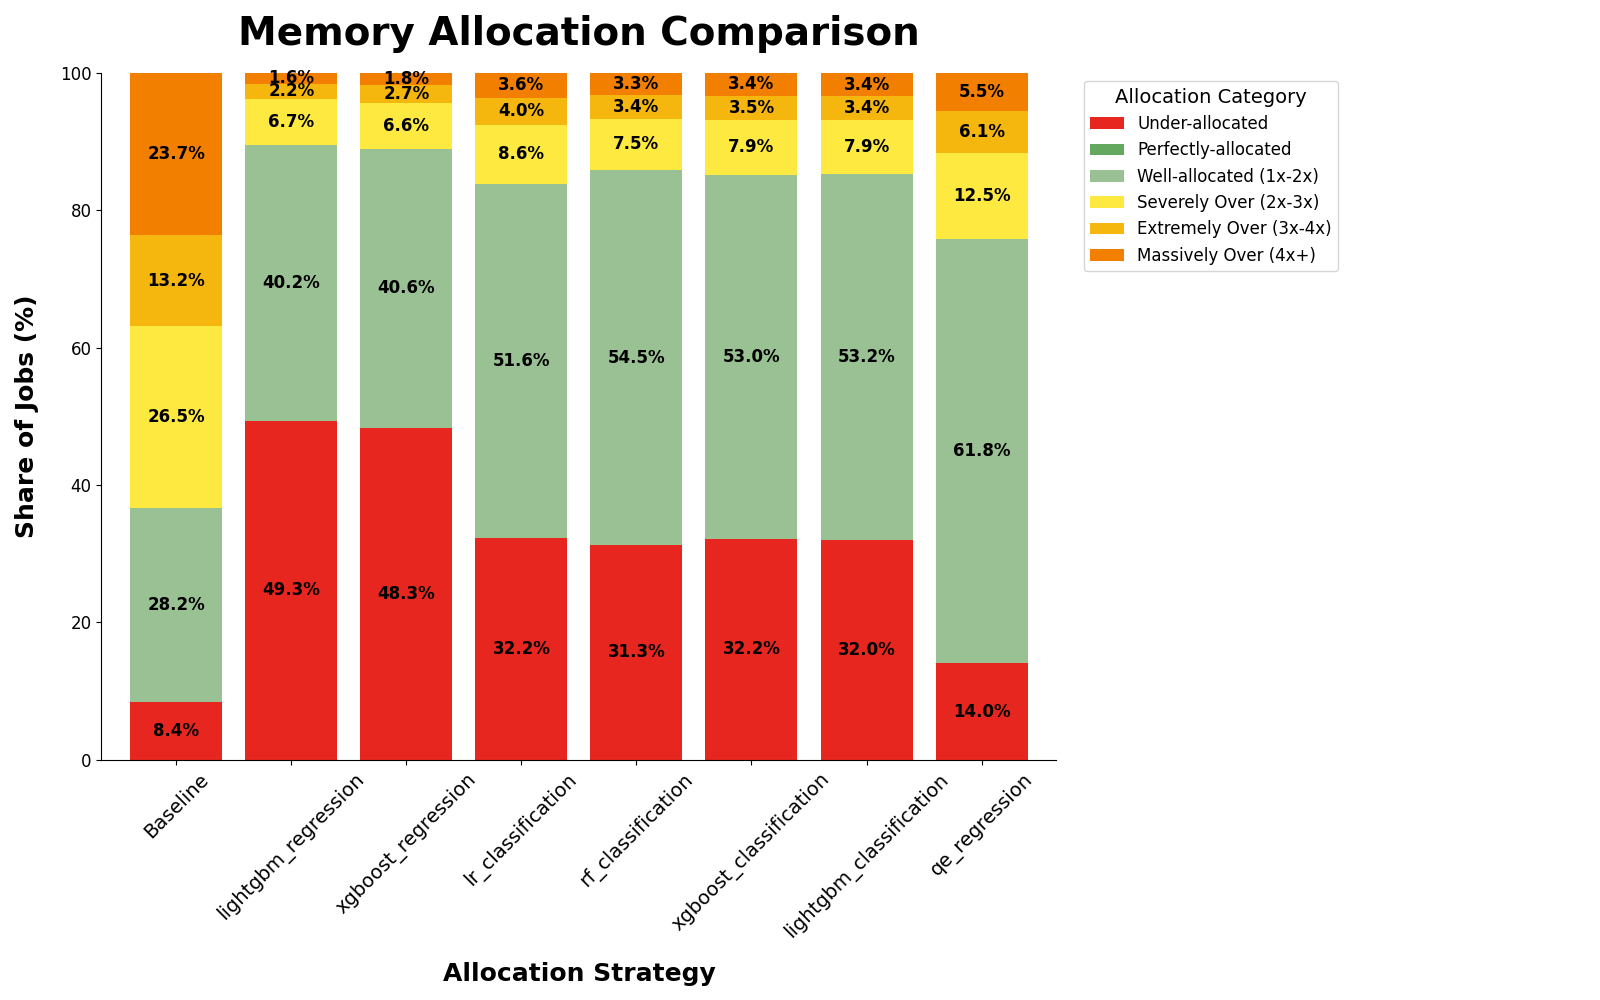 Memory Allocation Comparison
Share of Jobs (%)
100
80
60
40
20
0
23.7%
13.2%
26.5%
28.2%
8.4%
1.6%
2.2%
6.7%
40.2%
49.3%
1.8%
2.7%
6.6%
40.6%
48.3%
3.6%
4.0%
8.6%
51.6%
32.2%
3.3%
3.4%
7.5%
54.5%
31.3%
3.4%
3.5%
7.9%
53.0%
32.2%
3.4%
3.4%
7.9%
53.2%
32.0%
5.5%
6.1%
12.5%
61.8%
14.0%
Baseline
lightgbm_regression
xgboost_regression
lr_classification
rf_classification
xgboost_classification
lightgbm_classification
qe_regression
Allocation Strategy
Allocation Category
Under-allocated
Perfectly-allocated
Well-allocated (1x-2x)
Severely Over (2x-3x)
Extremely Over (3x-4x)
Massively Over (4x+)